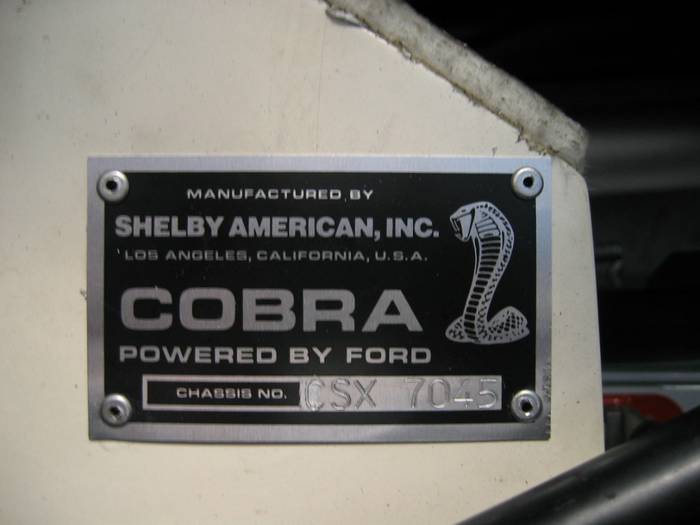 MANUFACTURED BY
SHELBY AMERICAN, INC.
LOS ANGELES, CALIFORNIA, U.S.A.
COBRA
POWERED BY FORD
CHASSIS NO. CSX 7045